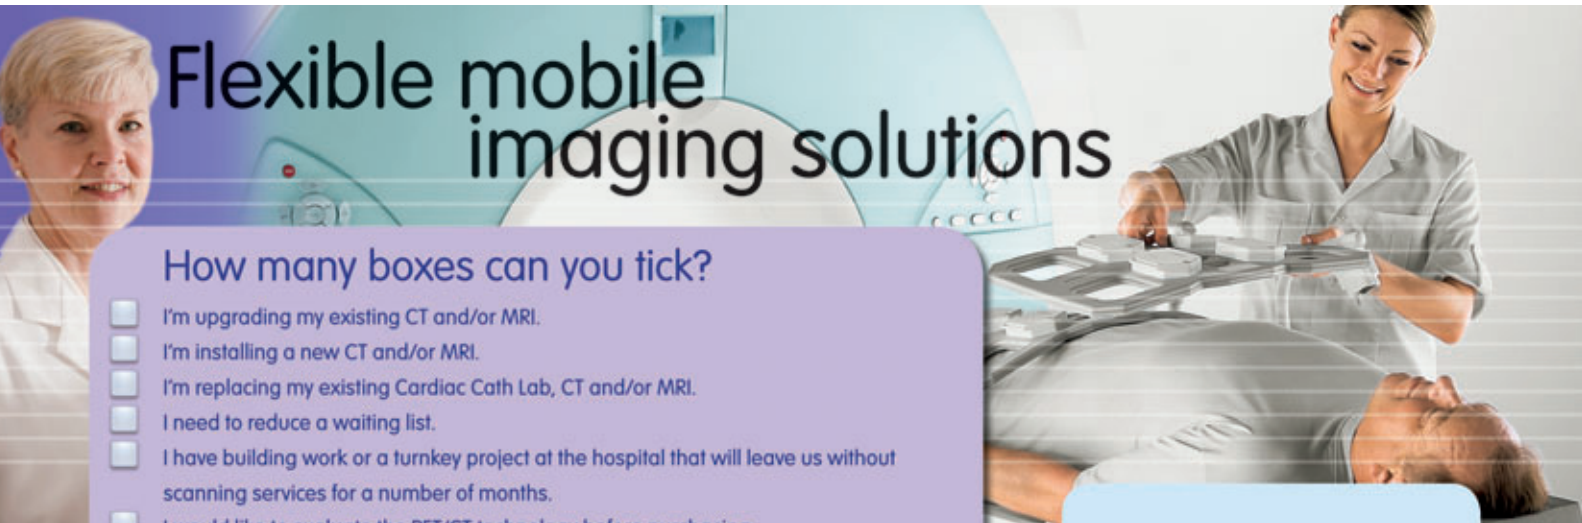 Flexible mobile
imaging solutions
How many boxes can you tick?
I'm upgrading my existing CT and/or MRI.
I'm installing a new CT and/or MRI.
I'm replacing my existing Cardiac Cath Lab, CT and/or MRI.
I need to reduce a waiting list.
I have building work or a turnkey project at the hospital that will leave us without
scanning services for a number of months.